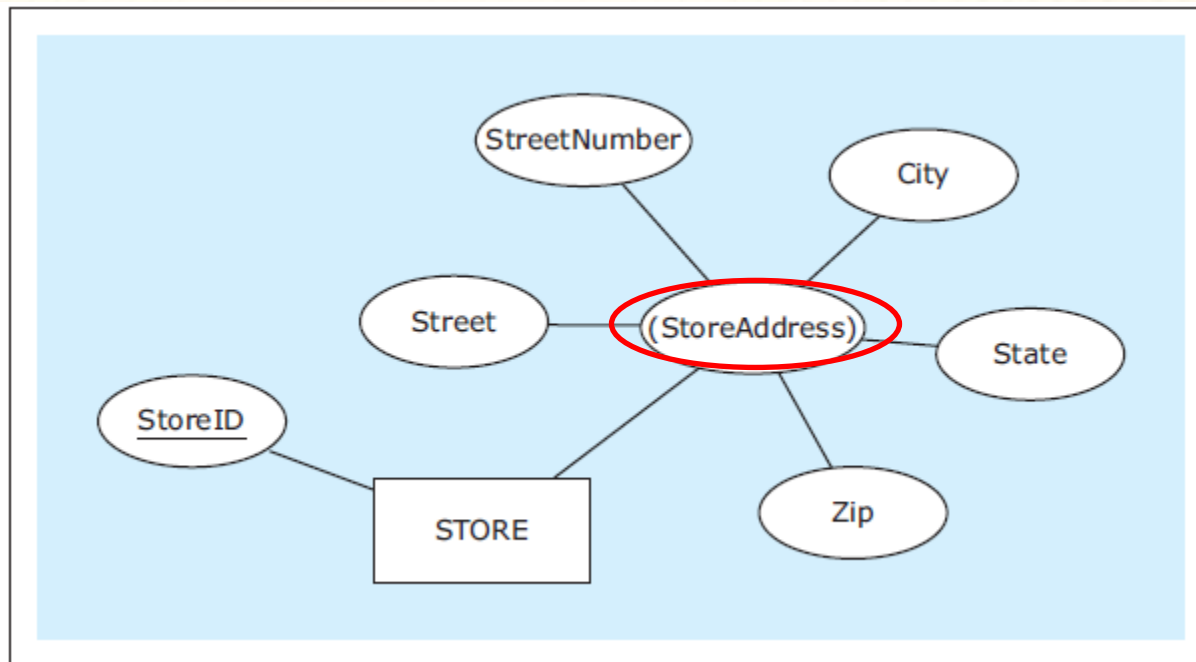 StreetNumber
City
Street
(StoreAddress)
State
StoreID
Zip
STORE